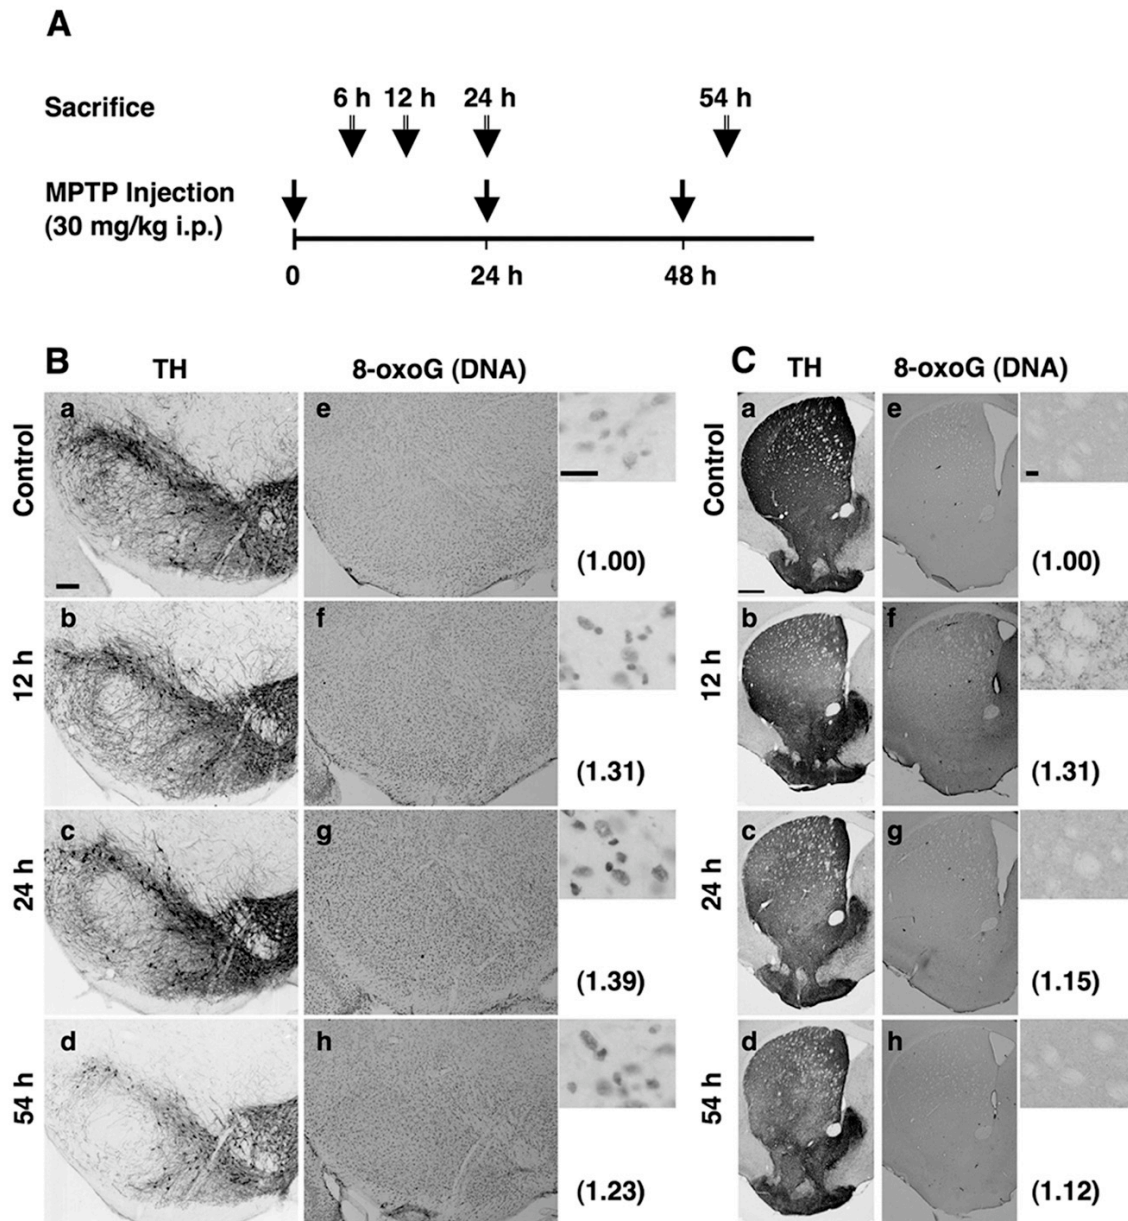 A
Sacrifice
6 h 12 h 24 h 54 h
MPTP Injection
(30 mg/kg i.p.)
0 24 h 48 h
B
TH 8-oxoG (DNA)
Control
a e
(1.00)
12 h
b f
(1.31)
24 h
c g
(1.39)
54 h
d h
(1.23)
C
TH 8-oxoG (DNA)
Control
a e
(1.00)
12 h
b f
(1.31)
24 h
c g
(1.15)
54 h
d h
(1.12)